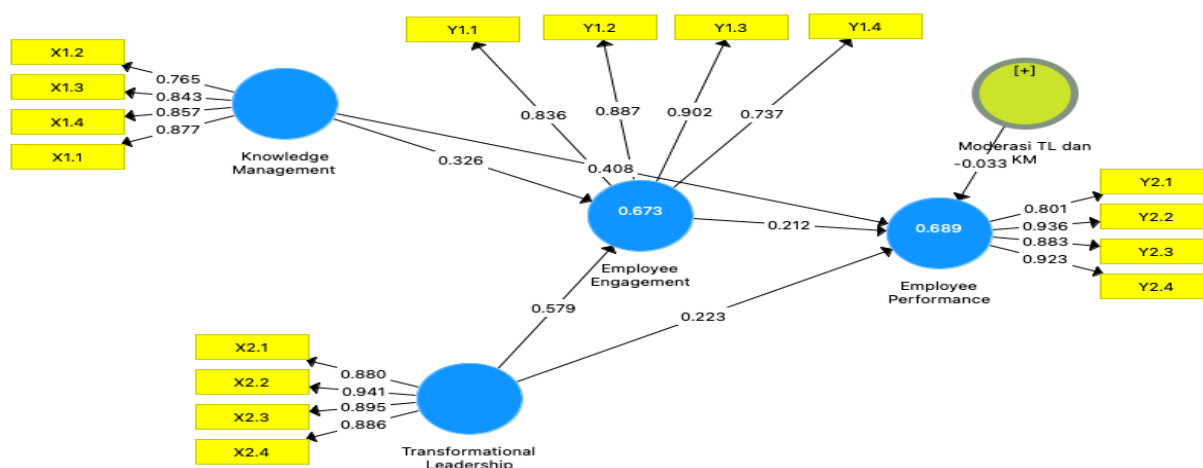 Y1.1
Y1.2
Y1.3
Y1.4
X1.2
X1.3
X1.4
X1.1
0.765
0.843
0.857
0.877
Knowledge
Management
[+]
Moderasi TL dan
KM
-0.033
0.836
0.887
0.902
0.737
0.326
0.408
0.673
Employee
Engagement
0.212
0.689
Employee
Performance
0.801
0.936
0.883
0.923
Y2.1
Y2.2
Y2.3
Y2.4
0.579
0.223
X2.1
X2.2
X2.3
X2.4
0.880
0.941
0.895
0.886
Transformational
Leadership